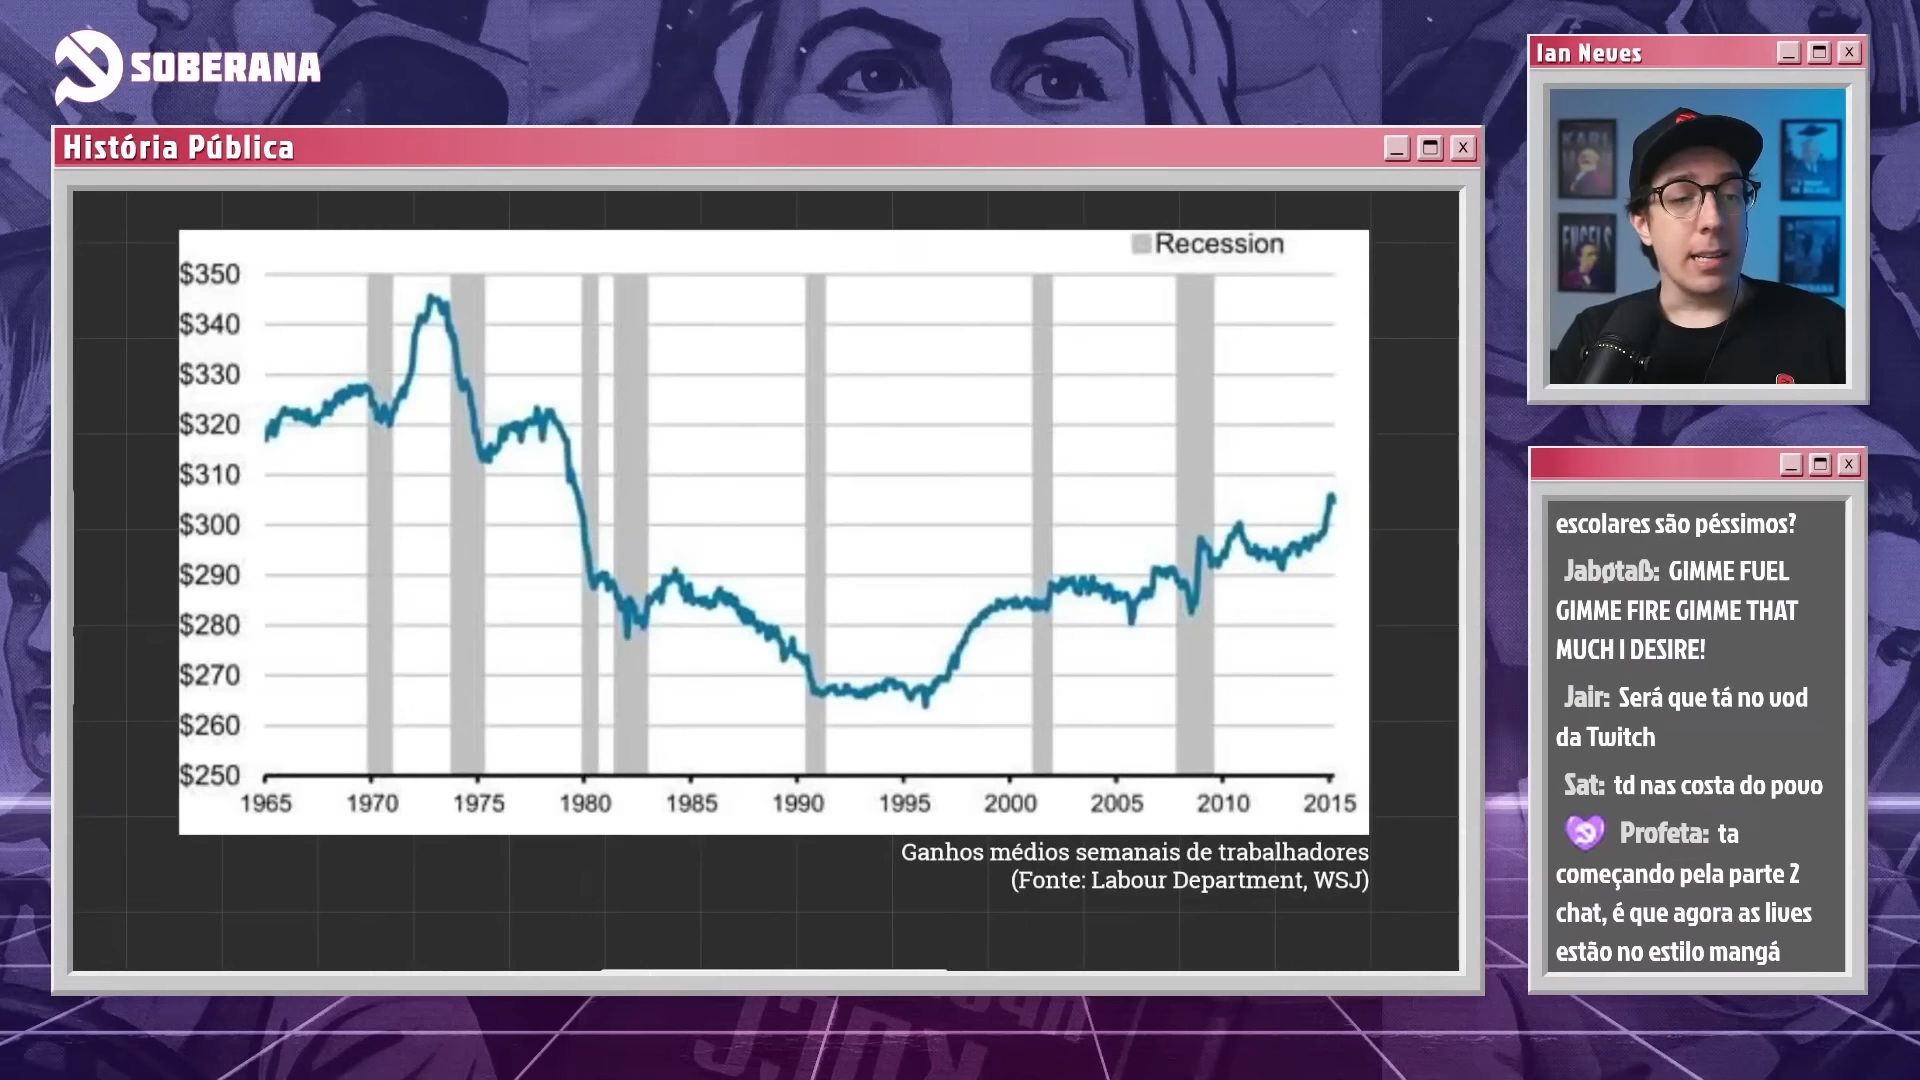 SOBERANA
História Pública
Recession
$350
$340
$330
$320
$310
$300
$290
$280
$270
$260
$250
1965 1970 1975 1980 1985 1990 1995 2000 2005 2010 2015
Ganhos médios semanais de trabalhadores
(Fonte: Labour Department, WSJ)
Ian Neves
KARL
ENGELS
escolares são péssimos?
Jabøtaß: GIMME FUEL
GIMME FIRE GIMME THAT
MUCH I DESIRE!
Jair: Será que tá no vod
da Twitch
Sat: td nas costa do povo
Profeta: ta
começando pela parte 2
chat, é que agora as lives
estão no estilo mangá